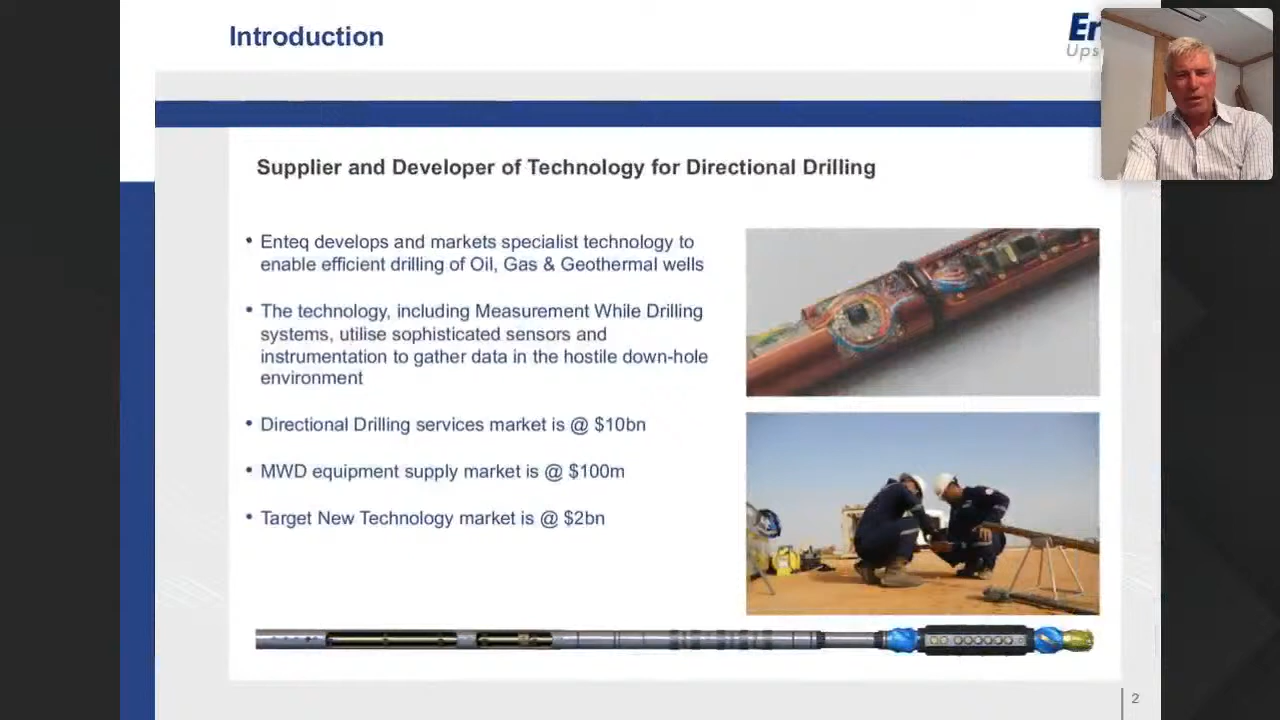 Introduction
Supplier and Developer of Technology for Directional Drilling
• Enteq develops and markets specialist technology to
enable efficient drilling of Oil, Gas & Geothermal wells
• The technology, including Measurement While Drilling
systems, utilise sophisticated sensors and
instrumentation to gather data in the hostile down-hole
environment
• Directional Drilling services market is @ $10bn
• MWD equipment supply market is @ $100m
• Target New Technology market is @ $2bn
2